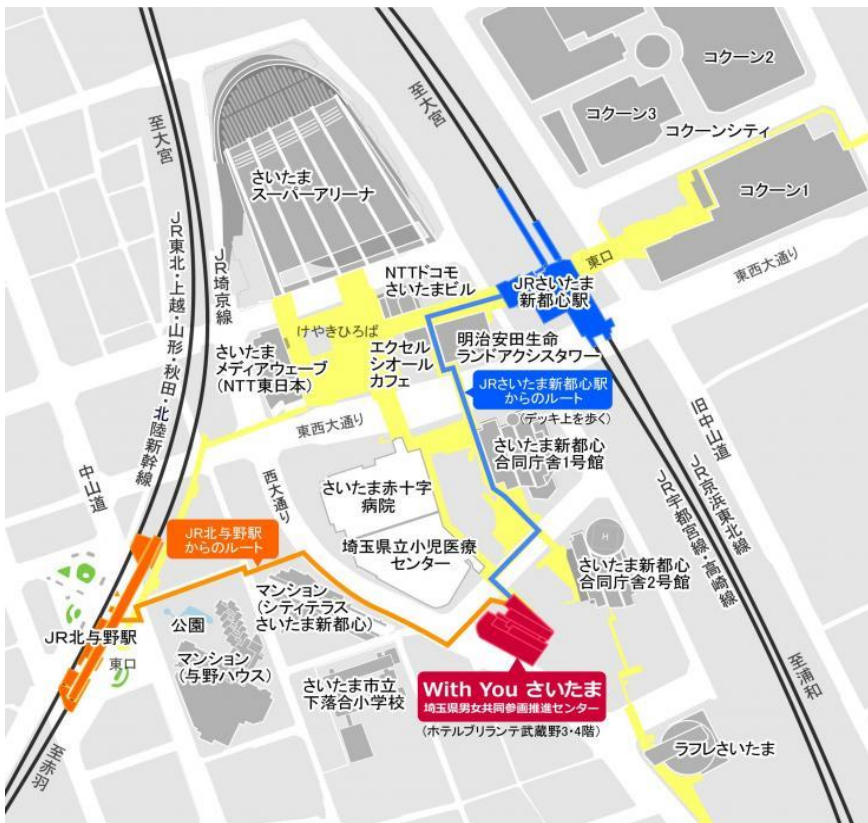 コクーン2
コクーン3
コクーンシティ
コクーン1
至大宮
至大宮
さいたま
スーパーアリーナ
JR東北・上越・山形・秋田・北陸新幹線
JR埼京線
NTTドコモ
さいたまビル
JRさいたま
新都心駅
東口
東西大通り
けやきひろば
さいたま
メディアウェーブ
(NTT東日本)
エクセル
シオール
カフェ
明治安田生命
ランドアクシスタワー
JRさいたま新都心駅
からのルート
(デッキ上を歩く)
東西大通り
旧中山道
中山道
西大通り
さいたま赤十字
病院
さいたま新都心
合同庁舎1号館
JR京浜東北線
JR宇都宮線・高崎線
JR北与野駅
からのルート
埼玉県立小児医療
センター
H
さいたま新都心
合同庁舎2号館
マンション
(シティテラス
さいたま新都心)
公園
JR北与野駅
東口
マンション
(与野ハウス)
さいたま市立
下落合小学校
With You さいたま
埼玉県男女共同参画推進センター
(ホテルブリランテ武蔵野3・4階)
至浦和
ラフレさいたま
至赤羽